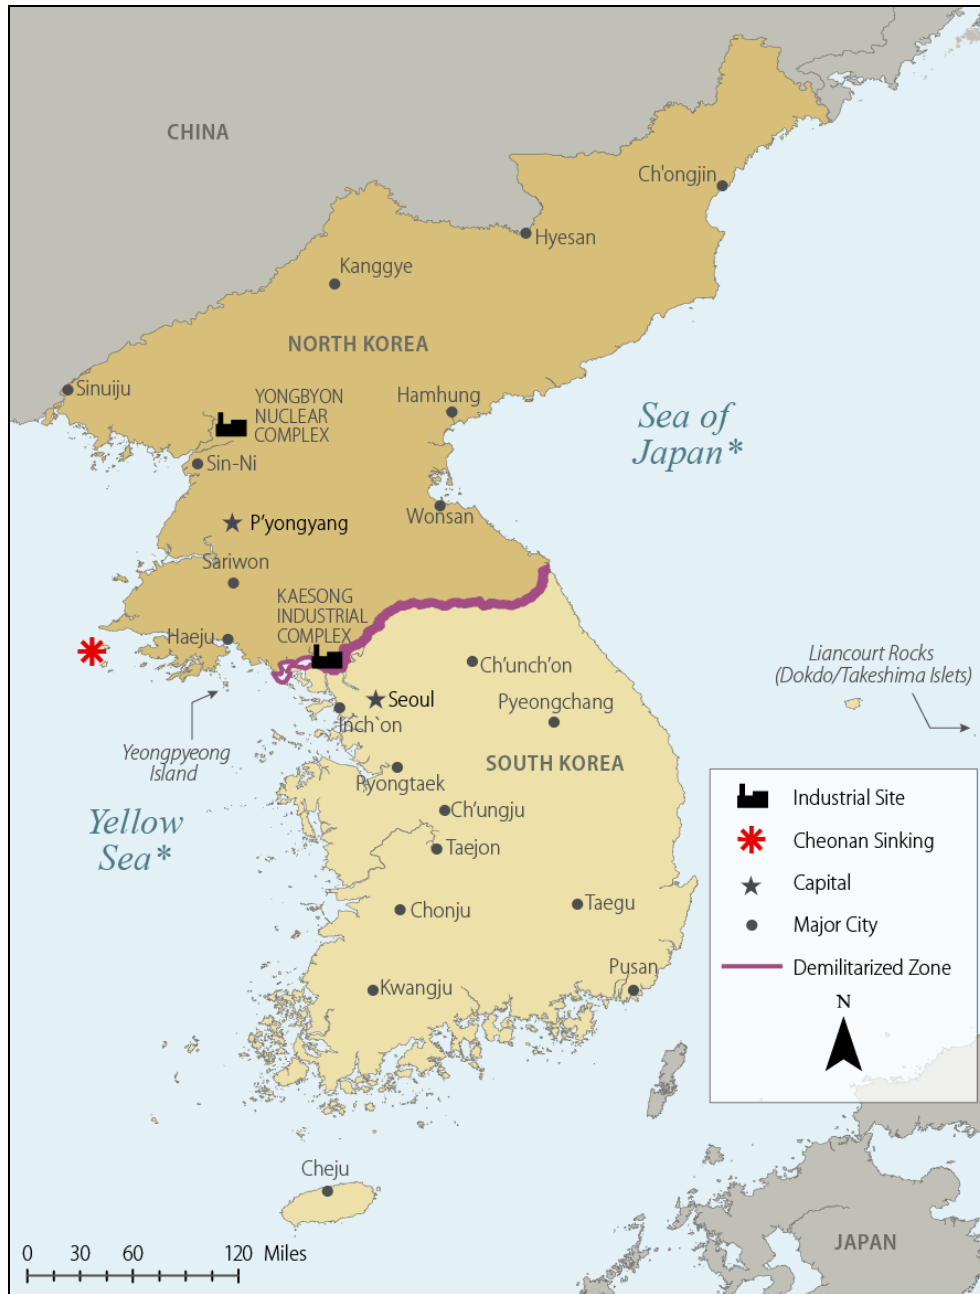 CHINA
Ch'ongjin
Hyesan
Kanggye
NORTH KOREA
Sinuiju
YONGBYON
NUCLEAR
COMPLEX
Hamhung
Sea of
Japan*
Sin-Ni
Wonsan
P'yongyang
Sariwon
KAESONG
INDUSTRIAL
COMPLEX
Haeju
Ch'unch'on
Liancourt Rocks
(Dokdo/Takeshima Islets)
Seoul
Pyeongchang
Inch`on
Yeongpyeong
Island
SOUTH KOREA
Pyongtaek
Yellow
Sea*
Ch'ungju
Taejon
Chonju
Taegu
Kwangju
Pusan
Industrial Site
Cheonan Sinking
Capital
Major City
Demilitarized Zone
N
Cheju
JAPAN
0 30 60 120 Miles